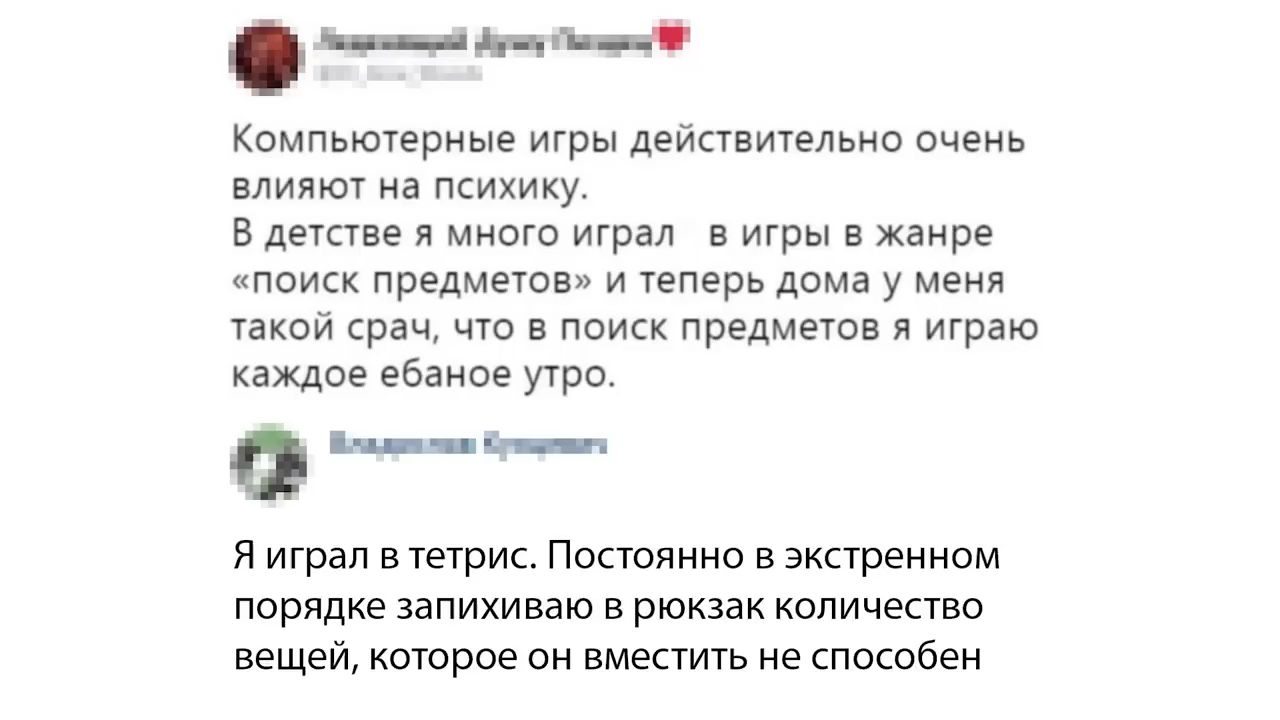 Компьютерные игры действительно очень
влияют на психику.
В детстве я много играл в игры в жанре
«поиск предметов» и теперь дома у меня
такой срач, что в поиск предметов я играю
каждое ебаное утро.
Я играл в тетрис. Постоянно в экстренном
порядке запихиваю в рюкзак количество
вещей, которое он вместить не способен